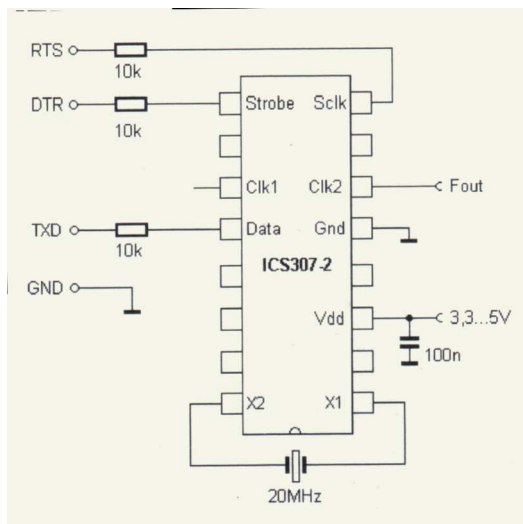 RTS
10k
DTR
Strobe
Sclk
10k
Clk1
Clk2
Fout
TXD
Data
Gnd
10k
ICS307-2
GND
Vdd
3,3...5V
100n
X2
X1
20MHz